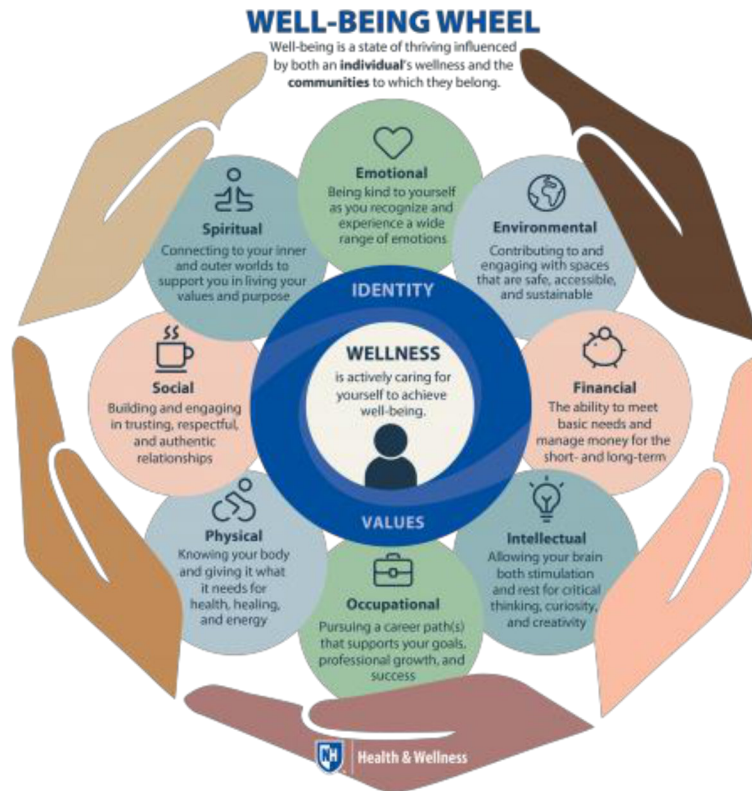 WELL-BEING WHEEL
Well-being is a state of thriving influenced
by both an individual's wellness and the
communities to which they belong.
Emotional
Being kind to yourself
as you recognize and
experience a wide
range of emotions
Environmental
Contributing to and
engaging with spaces
that are safe, accessible,
and sustainable
Financial
The ability to meet
basic needs and
manage money for the
short- and long-term
Intellectual
Allowing your brain
both stimulation
and rest for critical
thinking, curiosity,
and creativity
Occupational
Pursuing a career path(s)
that supports your goals,
professional growth, and
success
Physical
Knowing your body
and giving it what
it needs for
health, healing,
and energy
Social
Building and engaging
in trusting, respectful,
and authentic
relationships
Spiritual
Connecting to your inner
and outer worlds to
support you in living your
values and purpose
IDENTITY
WELLNESS
is actively caring for
yourself to achieve
well-being.
VALUES
NH
Health & Wellness